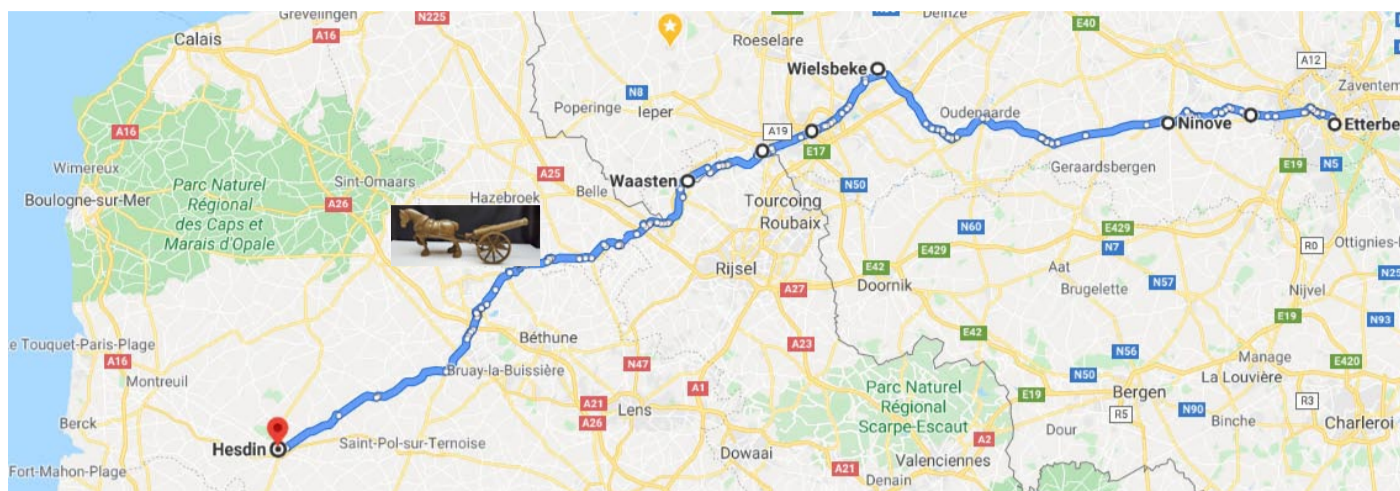 Grevelingen
N225
Deinze
E40
Calais
A16
Roeselare
A12
Wielsbeke
Zaventem
N8
Poperinge
Ieper
Oudenaarde
A19
Ninove
Etterbe
A16
E17
Wimereux
Geraardsbergen
E19
N5
Sint-Omaars
A25
Belle
Waasten
N50
Boulogne-sur-Mer
Parc Naturel
Régional
des Caps et
Marais d'Opale
A26
Hazebroek
Tourcoing
Roubaix
N60
E429
R0
Ottignies-
E429
N7
Rijsel
E42
Aat
N25
Doornik
Brugelette
N57
Nijvel
A27
E19
N93
Touquet-Paris-Plage
A16
Béthune
E42
A23
N56
Manage
E420
Montreuil
Bruay-la-Buissière
N47
N50
La Louvière
A1
Parc Naturel
Régional
Scarpe-Escaut
E19
Bergen
Berck
A21
Lens
R5
N90
R3
A26
Binche
Charleroi
Hesdin
Saint-Pol-sur-Ternoise
A2
Dour
Dowaai
Valenciennes
Fort-Mahon-Plage
A21
Denain